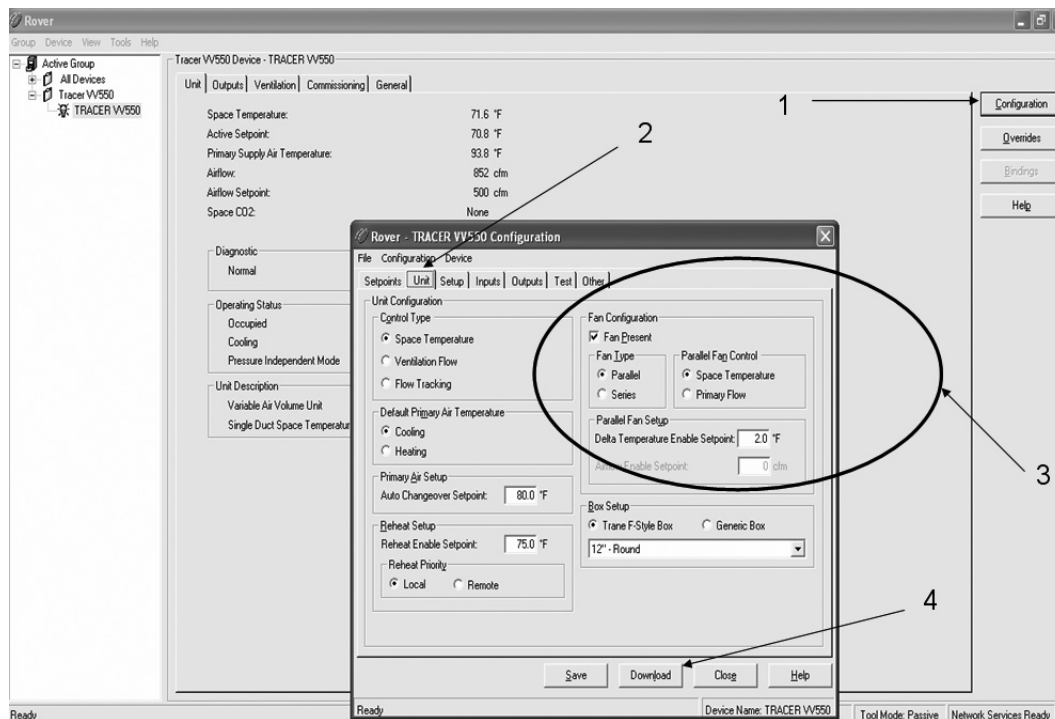 Rover
Group Device View Tools Help
Active Group
All Devices
Tracer VV550
TRACER VV550
Tracer VV550 Device - TRACER VV550
Unit Outputs Ventilation Commissioning General
Space Temperature: 71.6 °F
Active Setpoint: 70.8 °F
Primary Supply Air Temperature: 93.8 °F
Airflow: 852 cfm
Airflow Setpoint: 500 cfm
Space CO2: None
Diagnostic
Normal
Operating Status
Occupied
Cooling
Pressure Independent Mode
Unit Description
Variable Air Volume Unit
Single Duct Space Temperatur
1
Configuration
Overrides
Bindings
Help
2
Rover - TRACER VV550 Configuration
File Configuration Device
Setpoints Unit Setup Inputs Outputs Test Other
Unit Configuration
Control Type
Space Temperature
Ventilation Flow
Flow Tracking
Default Primary Air Temperature
Cooling
Heating
Primary Air Setup
Auto Changeover Setpoint: 80.0 °F
Reheat Setup
Reheat Enable Setpoint: 75.0 °F
Reheat Priority
Local Remote
Fan Configuration
Fan Present
Fan Type
Parallel
Series
Parallel Fan Control
Space Temperature
Primary Flow
Parallel Fan Setup
Delta Temperature Enable Setpoint: 2.0 °F
Airflow Enable Setpoint: 0 cfm
3
Box Setup
Trane F-Style Box Generic Box
12" - Round
4
Save Download Close Help
Ready Device Name: TRACER VV550
Ready Tool Mode: Passive Network Services Ready